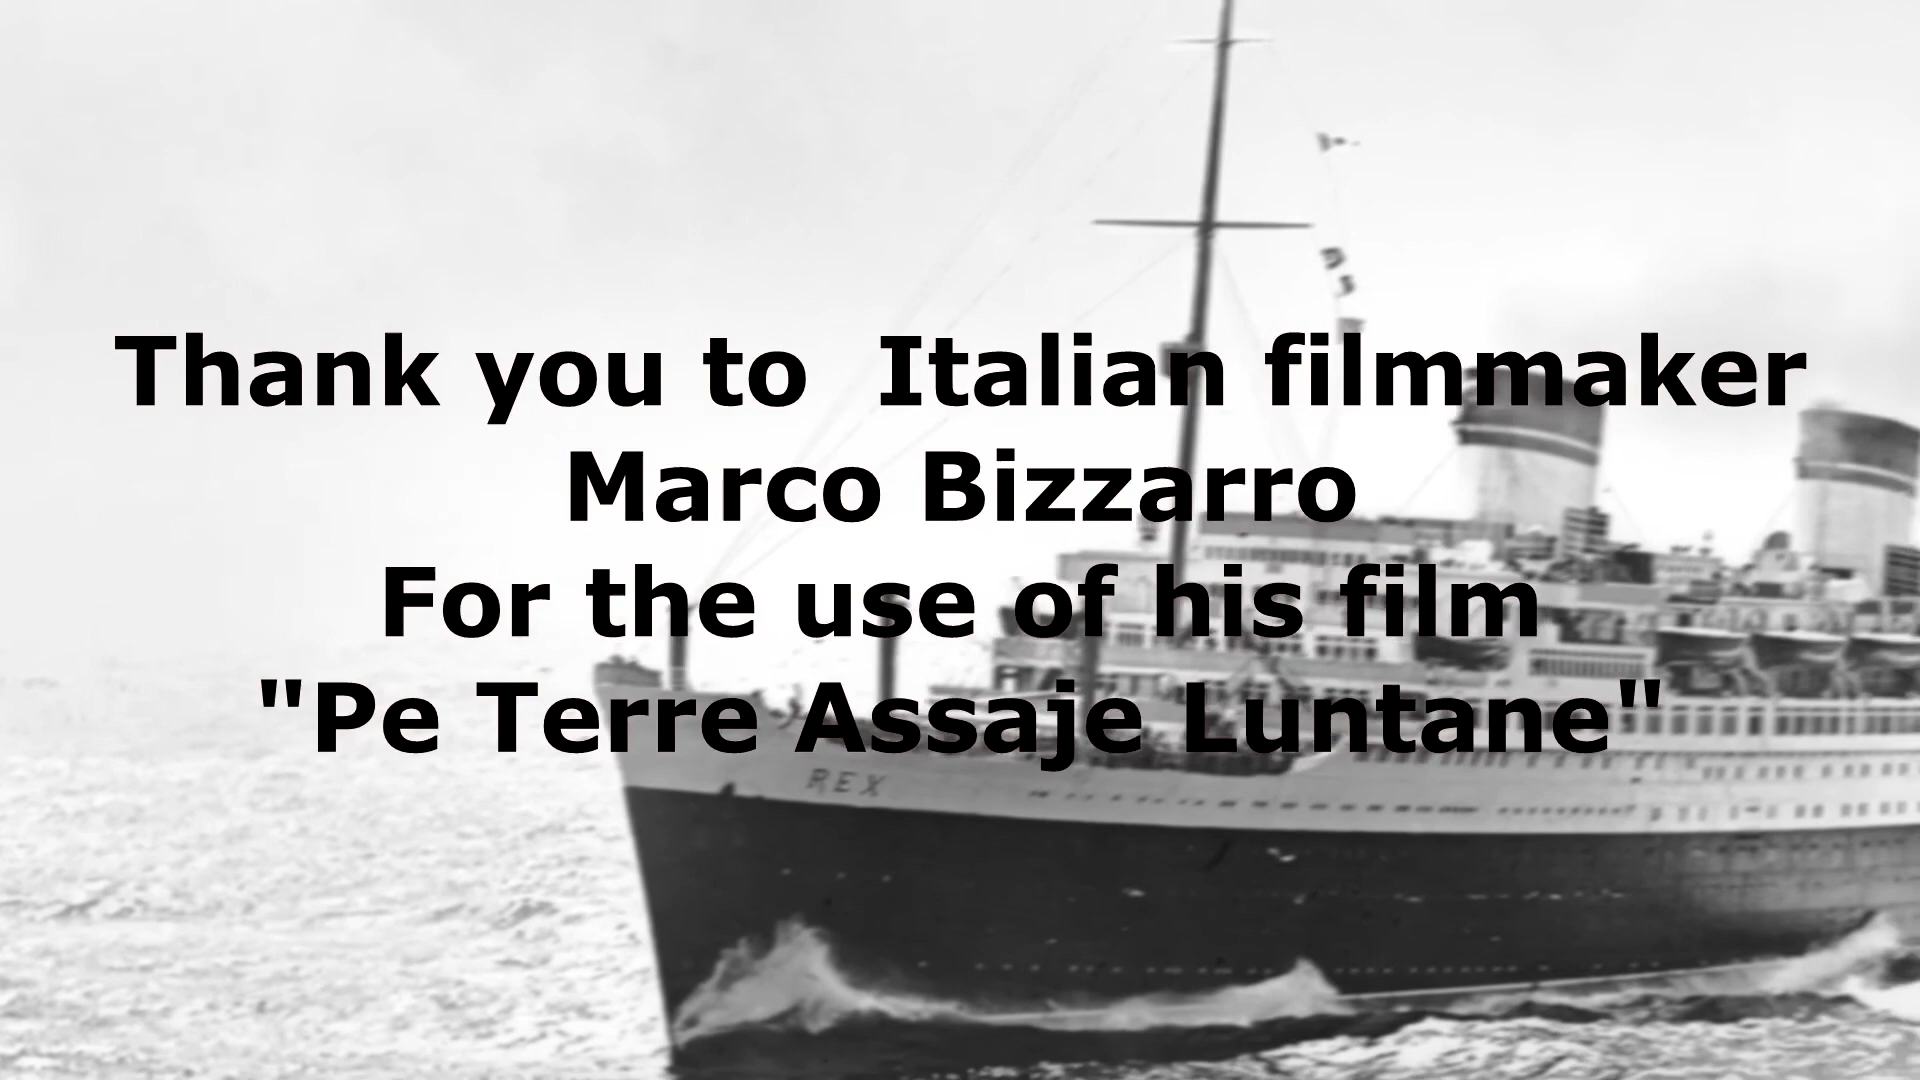 Thank you to  Italian filmmaker
Marco Bizzarro
For the use of his film
"Pe Terre Assaje Luntane"
REX